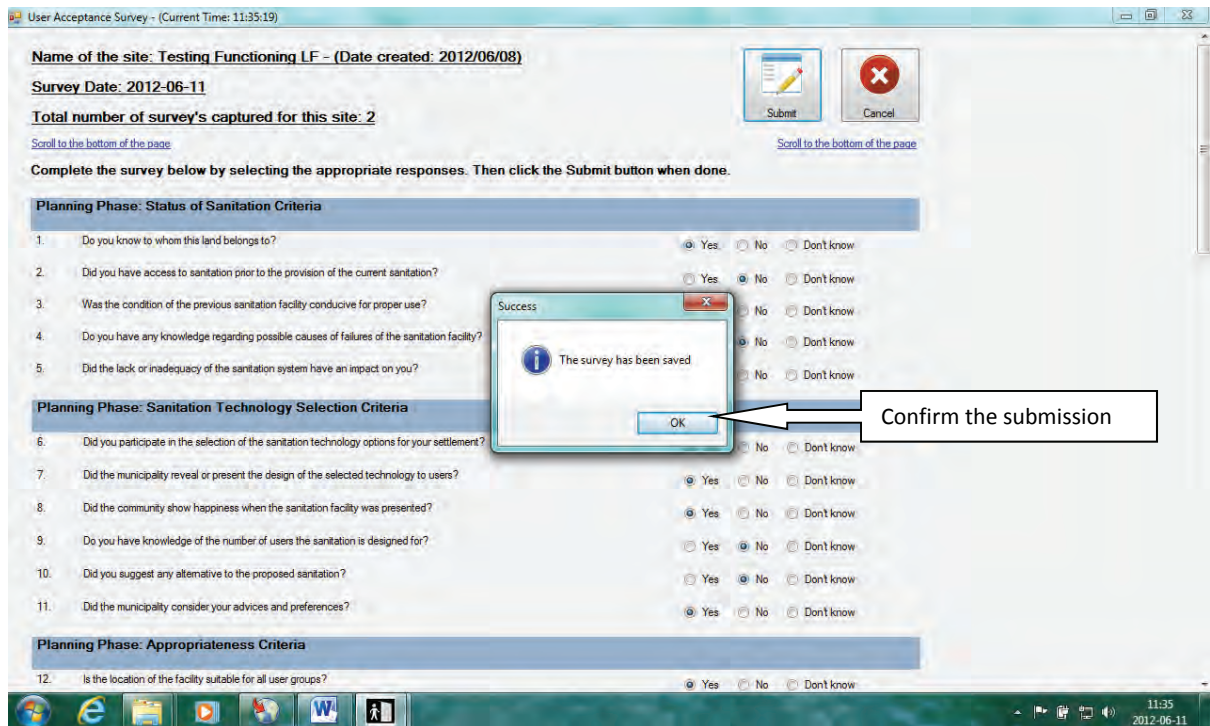 User Acceptance Survey - (Current Time: 11:35:19)
Name of the site: Testing Functioning LF - (Date created: 2012/06/08)
Survey Date: 2012-06-11
Total number of survey's captured for this site: 2
Submit Cancel
Scroll to the bottom of the page Scroll to the bottom of the page
Complete the survey below by selecting the appropriate responses. Then click the Submit button when done.
Planning Phase: Status of Sanitation Criteria
1. Do you know to whom this land belongs to? Yes No Don't know
2. Did you have access to sanitation prior to the provision of the current sanitation? Yes No Don't know
3. Was the condition of the previous sanitation facility conducive for proper use? No Don't know
4. Do you have any knowledge regarding possible causes of failures of the sanitation facility? No Don't know
5. Did the lack or inadequacy of the sanitation system have an impact on you? No Don't know
Success
The survey has been saved
OK
Confirm the submission
Planning Phase: Sanitation Technology Selection Criteria
6. Did you participate in the selection of the sanitation technology options for your settlement? No Don't know
7. Did the municipality reveal or present the design of the selected technology to users? Yes No Don't know
8. Did the community show happiness when the sanitation facility was presented? Yes No Don't know
9. Do you have knowledge of the number of users the sanitation is designed for? Yes No Don't know
10. Did you suggest any alternative to the proposed sanitation? Yes No Don't know
11. Did the municipality consider your advices and preferences? Yes No Don't know
Planning Phase: Appropriateness Criteria
12. Is the location of the facility suitable for all user groups? Yes No Don't know
11:35
2012-06-11